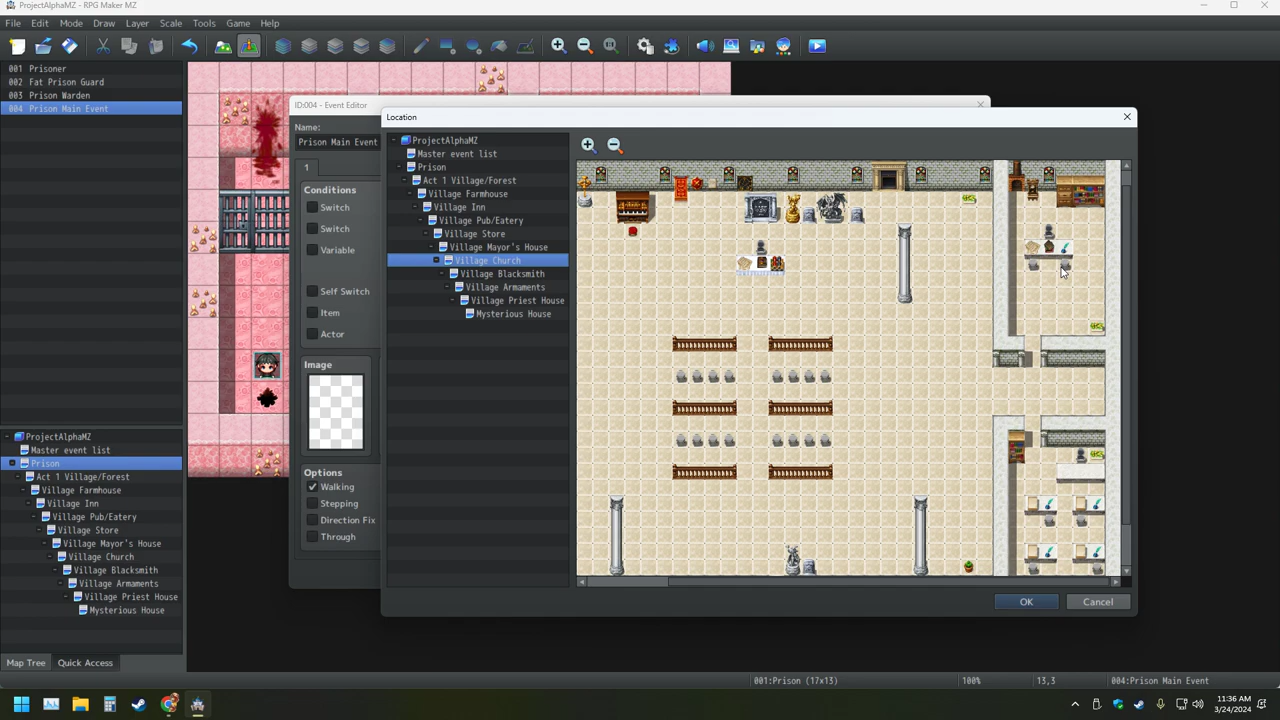 ProjectAlphaMZ - RPG Maker MZ
File Edit Mode Draw Layer Scale Tools Game Help
001 Prisoner
002 Fat Prison Guard
003 Prison Warden
004 Prison Main Event
ProjectAlphaMZ
Master event list
Prison
Act 1 Village/Forest
Village Farmhouse
Village Inn
Village Pub/Eatery
Village Store
Village Mayor's House
Village Church
Village Blacksmith
Village Armaments
Village Priest House
Mysterious House
Map Tree Quick Access
ID:004 - Event Editor
Name:
Prison Main Event
1
Conditions
Switch
Switch
Variable
Self Switch
Item
Actor
Image
Options
Walking
Stepping
Direction Fix
Through
Location
ProjectAlphaMZ
Master event list
Prison
Act 1 Village/Forest
Village Farmhouse
Village Inn
Village Pub/Eatery
Village Store
Village Mayor's House
Village Church
Village Blacksmith
Village Armaments
Village Priest House
Mysterious House
OK Cancel
001:Prison (17x13) 100% 13,3 004:Prison Main Event
11:36 AM
3/24/2024